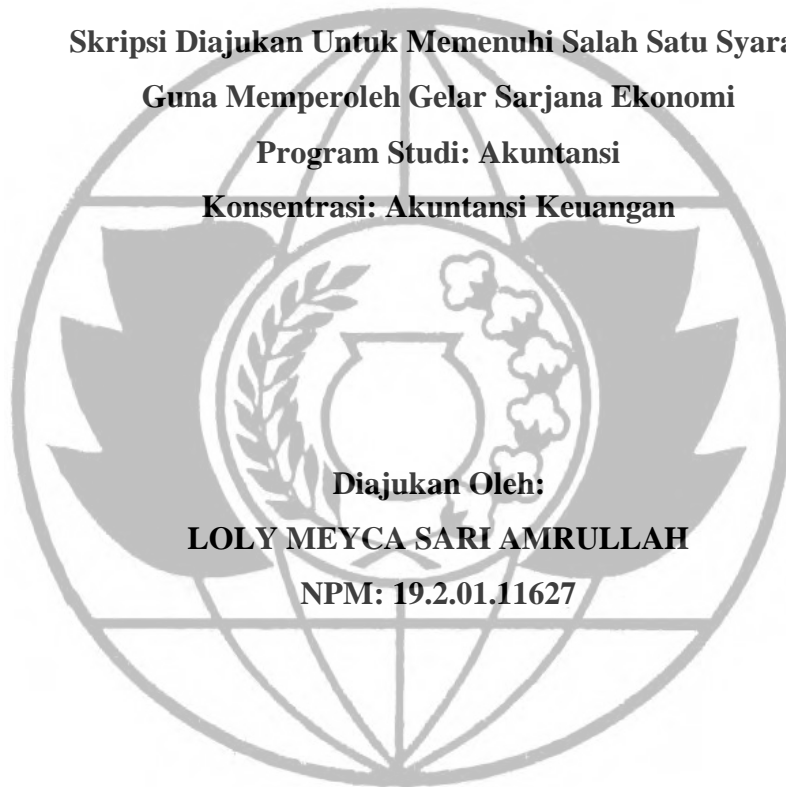 Skripsi Diajukan Untuk Memenuhi Salah Satu Syara
Guna Memperoleh Gelar Sarjana Ekonomi
Program Studi: Akuntansi
Konsentrasi: Akuntansi Keuangan
Diajukan Oleh:
LOLY MEYCA SARI AMRULLAH
NPM: 19.2.01.11627